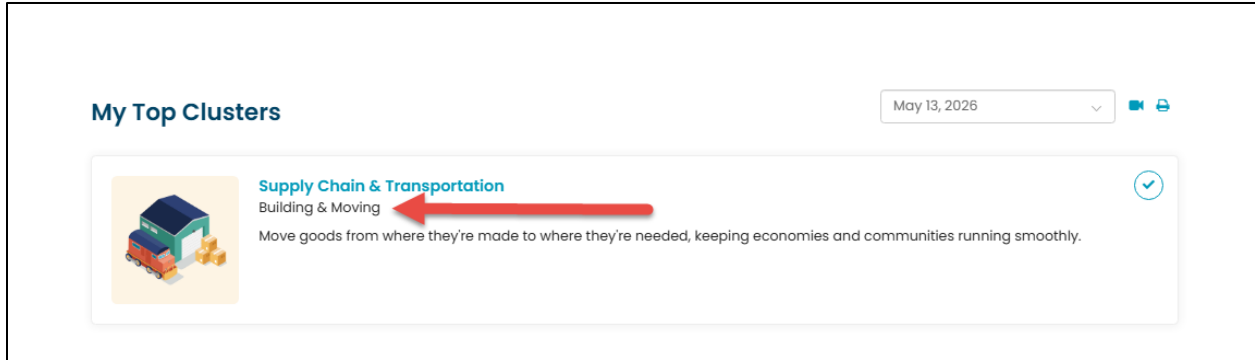 My Top Clusters
May 13, 2026
Supply Chain & Transportation
Building & Moving
Move goods from where they're made to where they're needed, keeping economies and communities running smoothly.